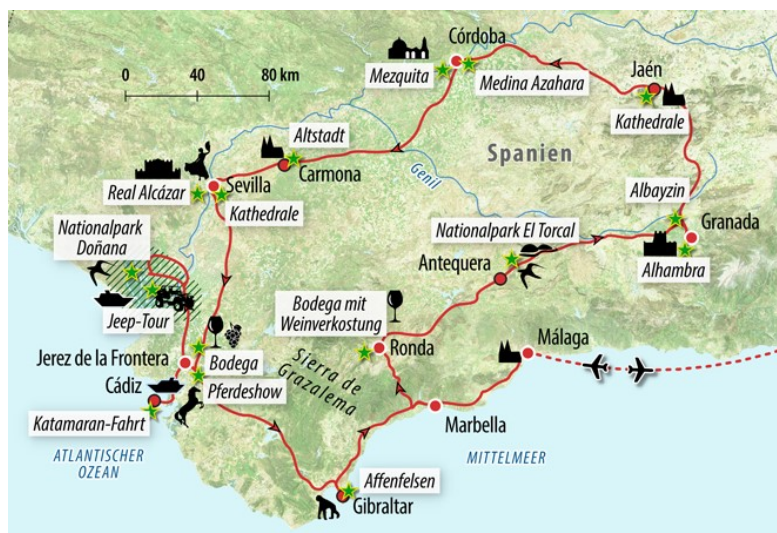 0 40 80 km
Córdoba
Mezquita
Medina Azahara
Jaén
Kathedrale
Altstadt
Carmona
Spanien
Genil
Real Alcázar
Sevilla
Kathedrale
Albayzin
Granada
Alhambra
Nationalpark
Doñana
Nationalpark El Torcal
Antequera
Jeep-Tour
Bodega mit
Weinverkostung
Ronda
Málaga
Jerez de la Frontera
Bodega
Sierra de
Grazalema
Cádiz
Pferdeshow
Katamaran-Fahrt
Marbella
ATLANTISCHER
OZEAN
MITTELMEER
Affenfelsen
Gibraltar